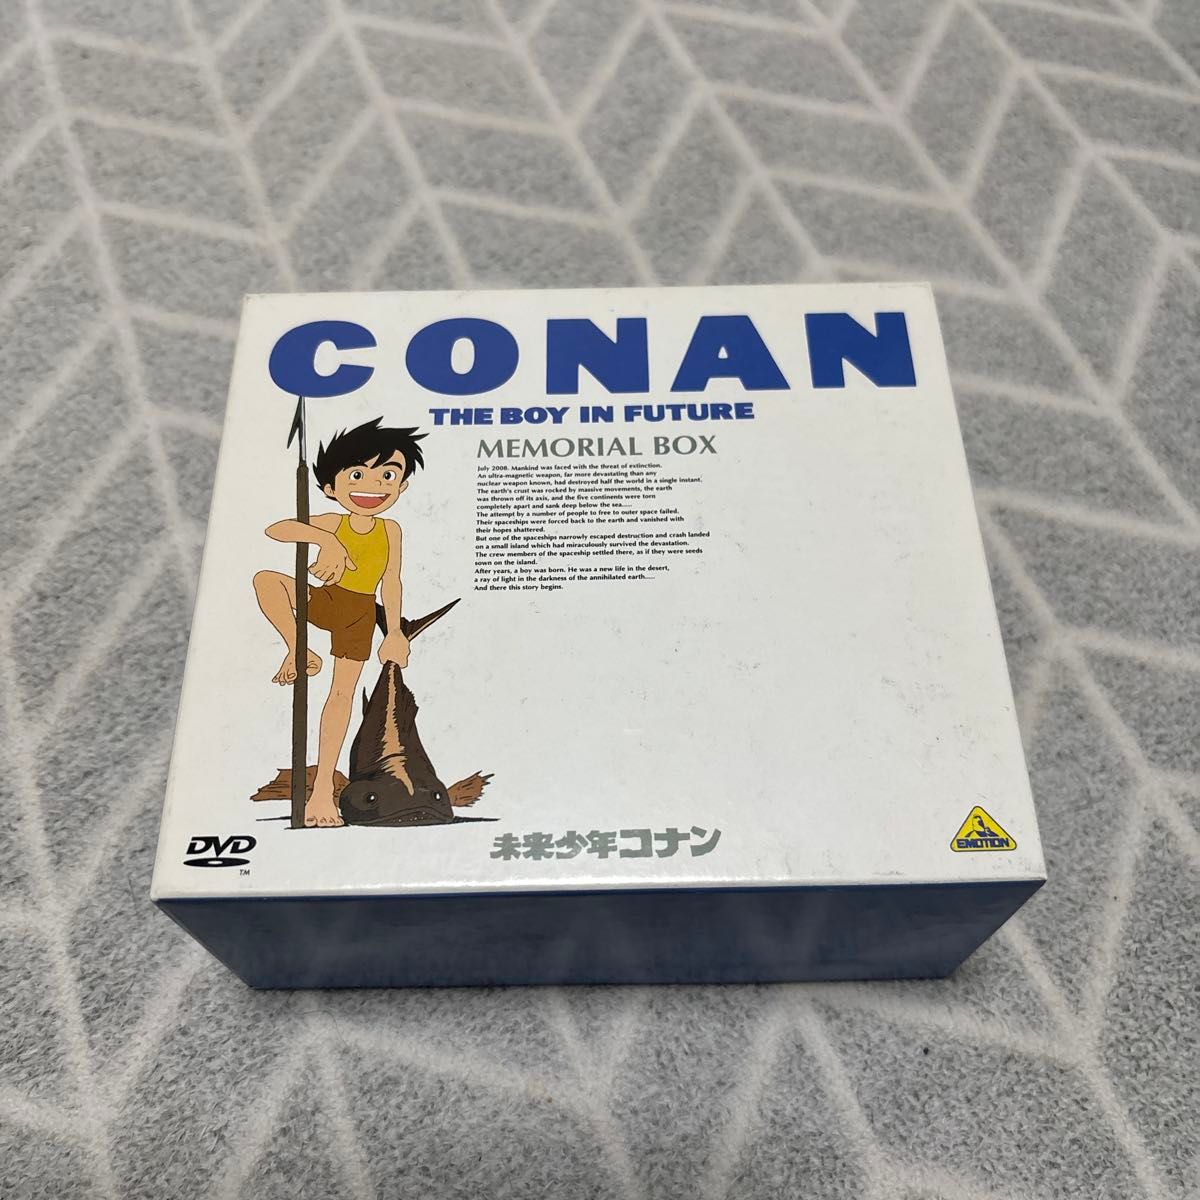 CONAN
THE BOY IN FUTURE
MEMORIAL BOX
July 2008. Mankind was faced with the threat of extinction.
An ultra-magnetic weapon, far more devastating than any
nuclear weapon known, had destroyed half the world in a single instant.
The earth's crust was rocked by massive movements, the earth
was thrown off its axis, and the five continents were torn
completely apart and sank deep below the sea.....
The attempt by a number of people to free to outer space failed.
Their spaceships were forced back to the earth and vanished with
their hopes shattered.
But one of the spaceships narrowly escaped destruction and crash landed
on a small island which had miraculously survived the devastation.
The crew members of the spaceship settled there, as if they were seeds
sown on the island.
After years, a boy was born. He was a new life in the desert,
a ray of light in the darkness of the annihilated earth.....
And there this story begins.
未来少年コナン
DVD
TM
EMOTION